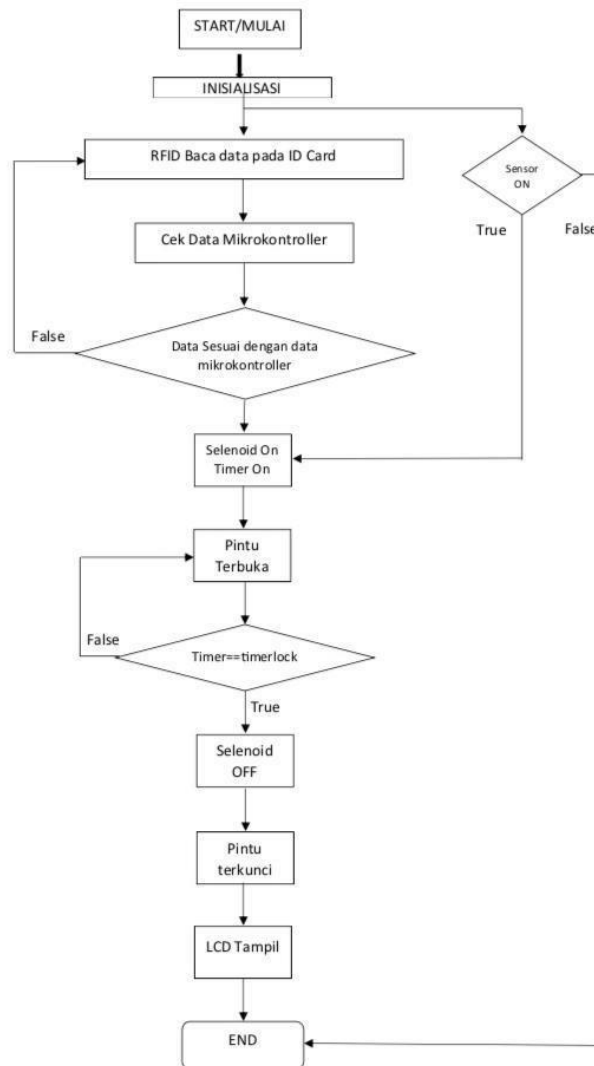 START/MULAI
INISIALISASI
RFID Baca data pada ID Card
Sensor
ON
Cek Data Mikrokontroller
True
False
False
Data Sesuai dengan data
mikrokontroller
Selenoid On
Timer On
Pintu
Terbuka
False
Timer==timerlock
True
Selenoid
OFF
Pintu
terkunci
LCD Tampil
END